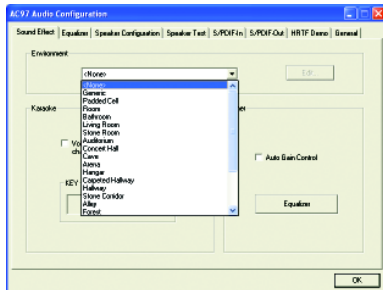 AC97 Audio Configuration
Sound Effect Equalizer Speaker Configuration Speaker Test S/PDIF-In S/PDIF-Out HRTF Demo General
Environment
<None>
Edit...
<None>
Generic
Padded Cell
Room
Bathroom
Living Room
Stone Room
Auditorium
Concert Hall
Cave
Arena
Hangar
Carpeted Hallway
Hallway
Stone Corridor
Alley
Forest
Karaoke
KEY
Auto Gain Control
Equalizer
OK